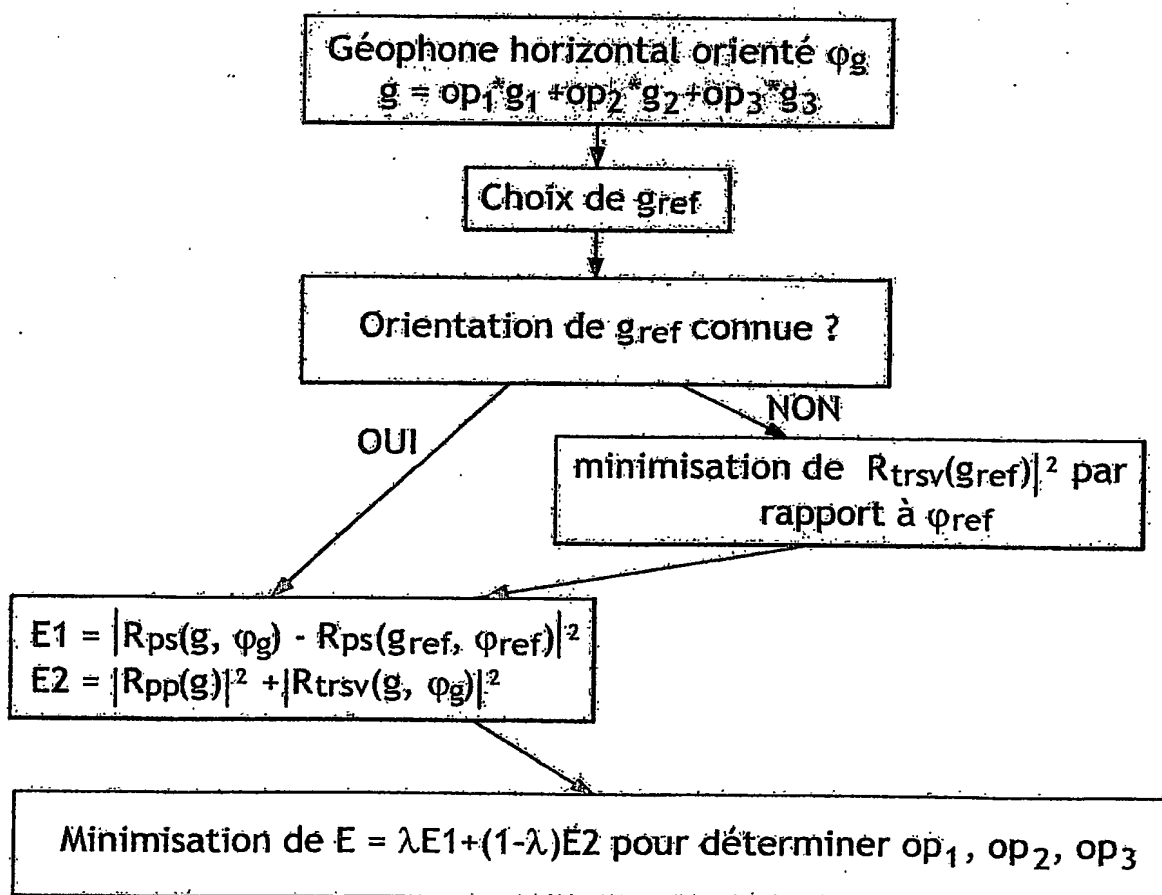 Géophone horizontal orienté φg
g = op1*g1 +op2*g2+op3*g3
Choix de gref
Orientation de gref connue ?
NON
OUI
minimisation de Rtrsv(gref)|² par
rapport à φref
E1 = |Rps(g, φg) - Rps(gref, φref)|²
E2 = |Rpp(g)|² +|Rtrsv(g, φg)|²
Minimisation de E = λE1+(1-λ)E2 pour déterminer op1, op2, op3